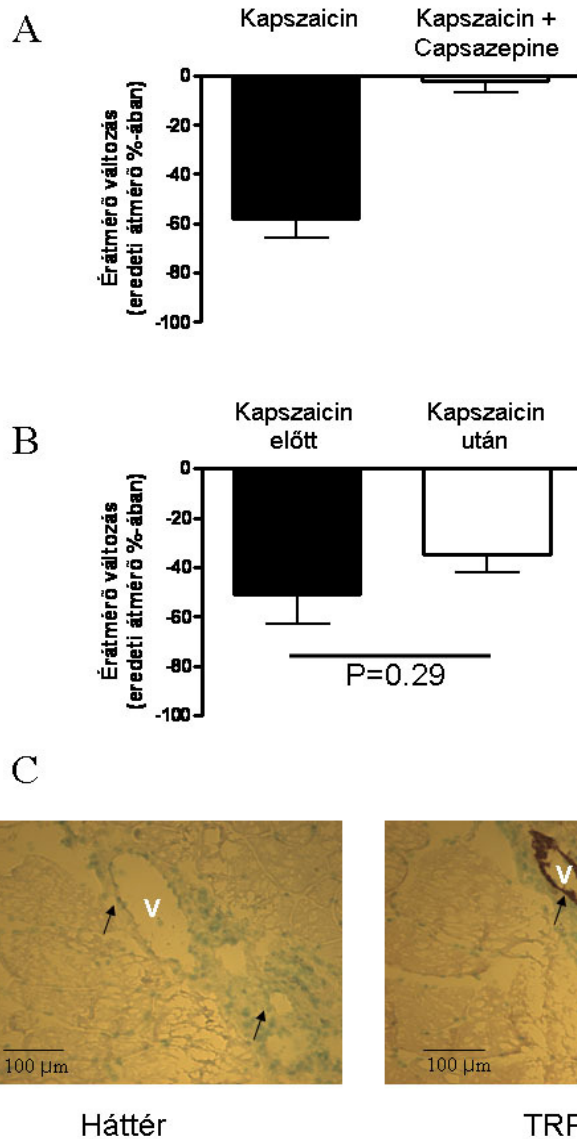 A
Kapszaicin
Kapszaicin +
Capsazepine
Érátmérő változás
(eredeti átmérő %-ában)
0
-20
-40
-60
-80
-100
B
Kapszaicin
előtt
Kapszaicin
után
Érátmérő változás
(eredeti átmérő %-ában)
0
-20
-40
-60
-80
-100
P=0.29
C
V
100 µm
V
100 µm
Háttér
TRP